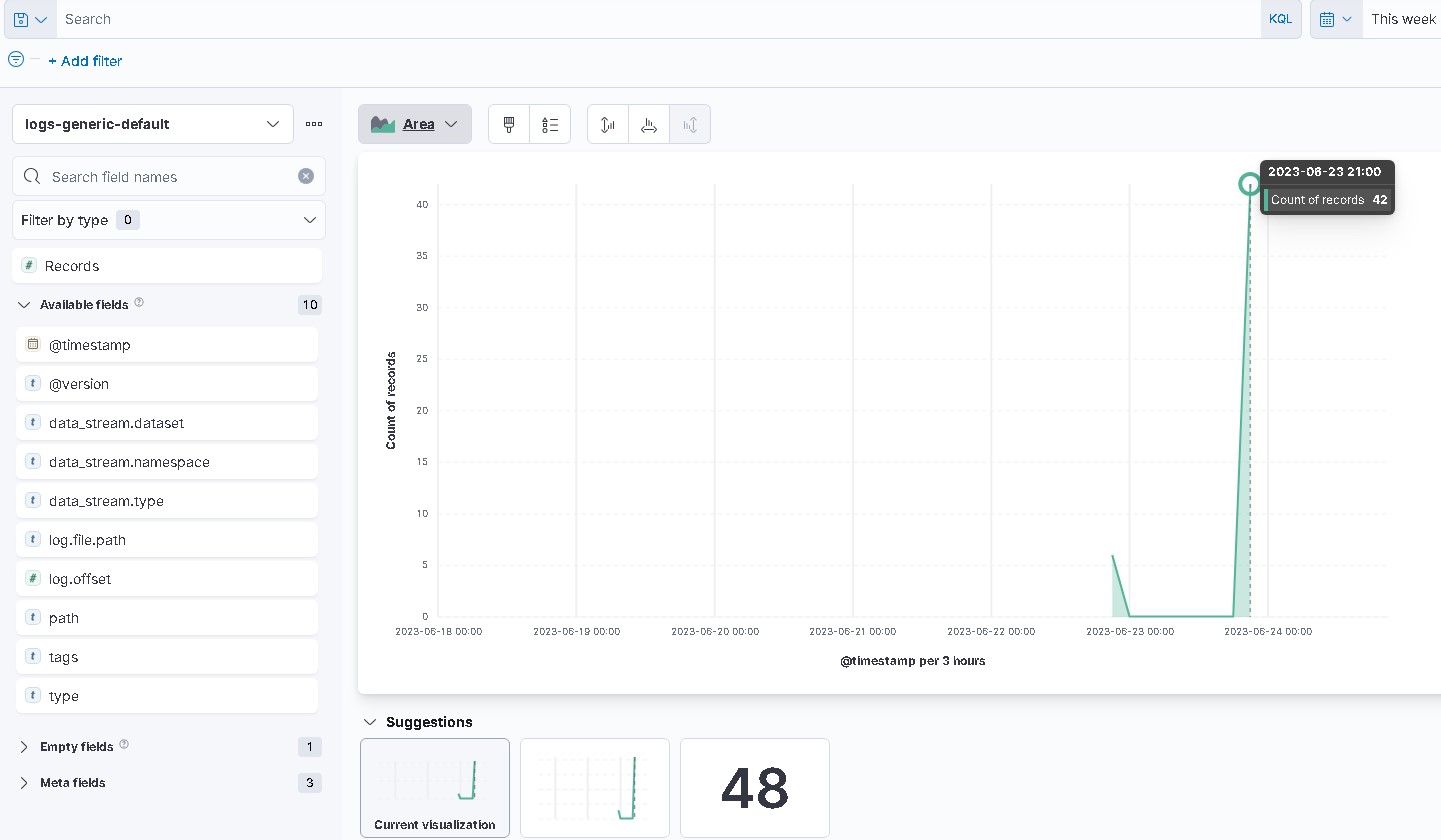 Search
KQL
This week
+ Add filter
logs-generic-default
Search field names
Filter by type 0
# Records
Available fields 10
@timestamp
t @version
t data_stream.dataset
t data_stream.namespace
t data_stream.type
t log.file.path
# log.offset
t path
t tags
t type
Empty fields 1
Meta fields 3
Area
2023-06-23 21:00
Count of records 42
40
35
30
25
20
15
10
5
0
Count of records
2023-06-18 00:00
2023-06-19 00:00
2023-06-20 00:00
2023-06-21 00:00
2023-06-22 00:00
2023-06-23 00:00
2023-06-24 00:00
@timestamp per 3 hours
Suggestions
Current visualization
48